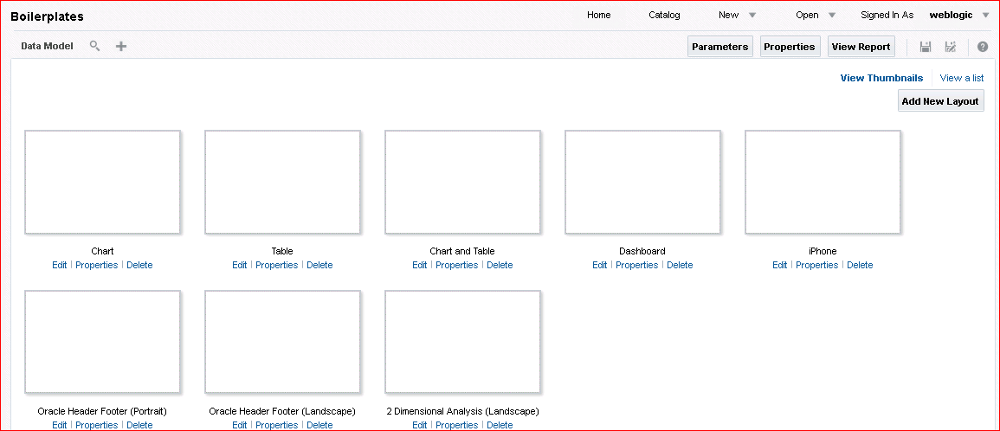 Boilerplates Home Catalog New Open Signed In As weblogic
Data Model Parameters Properties View Report ?
View Thumbnails View a list
Add New Layout
Chart Table Chart and Table Dashboard iPhone
Edit Properties Delete Edit Properties Delete Edit Properties Delete Edit Properties Delete Edit Properties Delete
Oracle Header Footer (Portrait) Oracle Header Footer (Landscape) 2 Dimensional Analysis (Landscape)
Edit Properties Delete Edit Properties Delete Edit Properties Delete